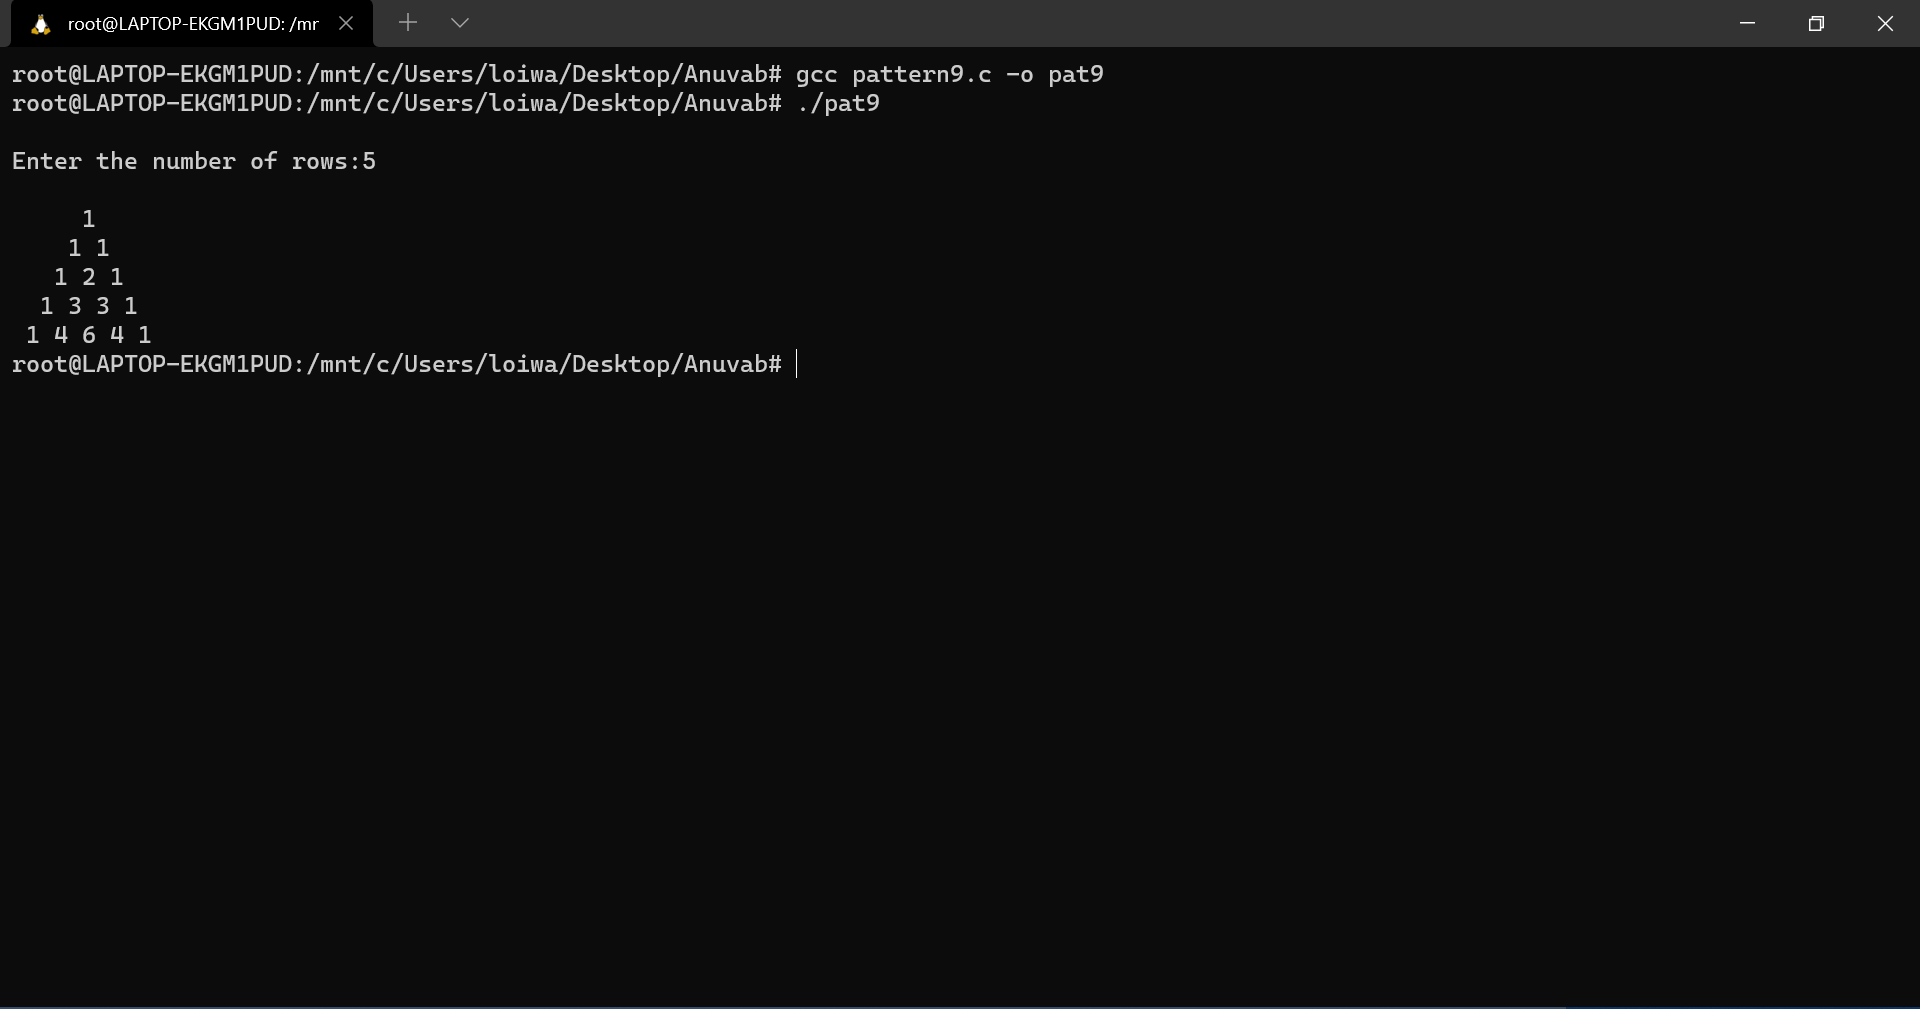 root@LAPTOP-EKGM1PUD: /mr
root@LAPTOP-EKGM1PUD:/mnt/c/Users/loiwa/Desktop/Anuvab# gcc pattern9.c -o pat9
root@LAPTOP-EKGM1PUD:/mnt/c/Users/loiwa/Desktop/Anuvab# ./pat9
Enter the number of rows:5
1
1 1
1 2 1
1 3 3 1
1 4 6 4 1
root@LAPTOP-EKGM1PUD:/mnt/c/Users/loiwa/Desktop/Anuvab#